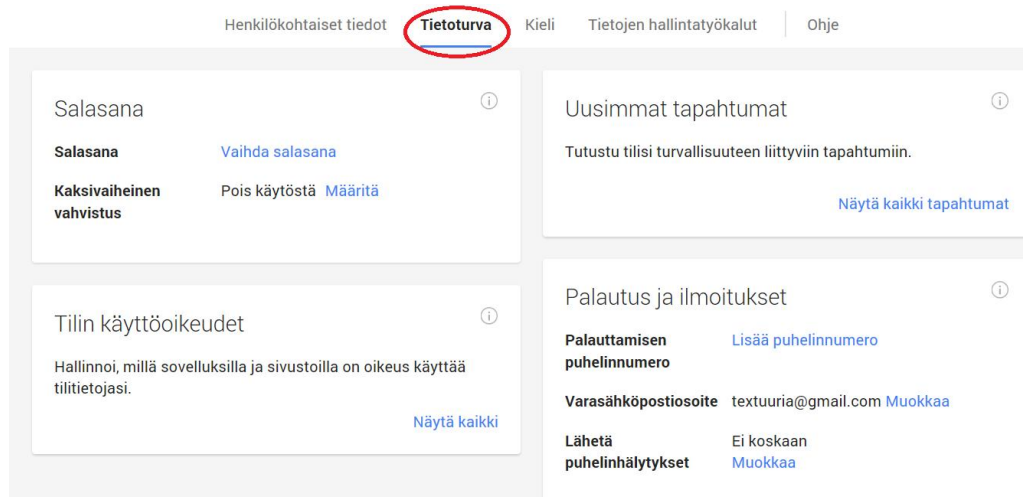 Henkilökohtaiset tiedot Tietoturva Kieli Tietojen hallintatyökalut Ohje
Salasana
Salasana Vaihda salasana
Kaksivaiheinen Pois käytöstä Määritä
vahvistus
Tilin käyttöoikeudet
Hallinnoi, millä sovelluksilla ja sivustoilla on oikeus käyttää
tilitietojasi.
Näytä kaikki
Uusimmat tapahtumat
Tutustu tilisi turvallisuuteen liittyviin tapahtumiin.
Näytä kaikki tapahtumat
Palautus ja ilmoitukset
Palauttamisen Lisää puhelinnumero
puhelinnumero
Varasähköpostiosoite textuuria@gmail.com Muokkaa
Lähetä Ei koskaan
puhelinhälytykset Muokkaa